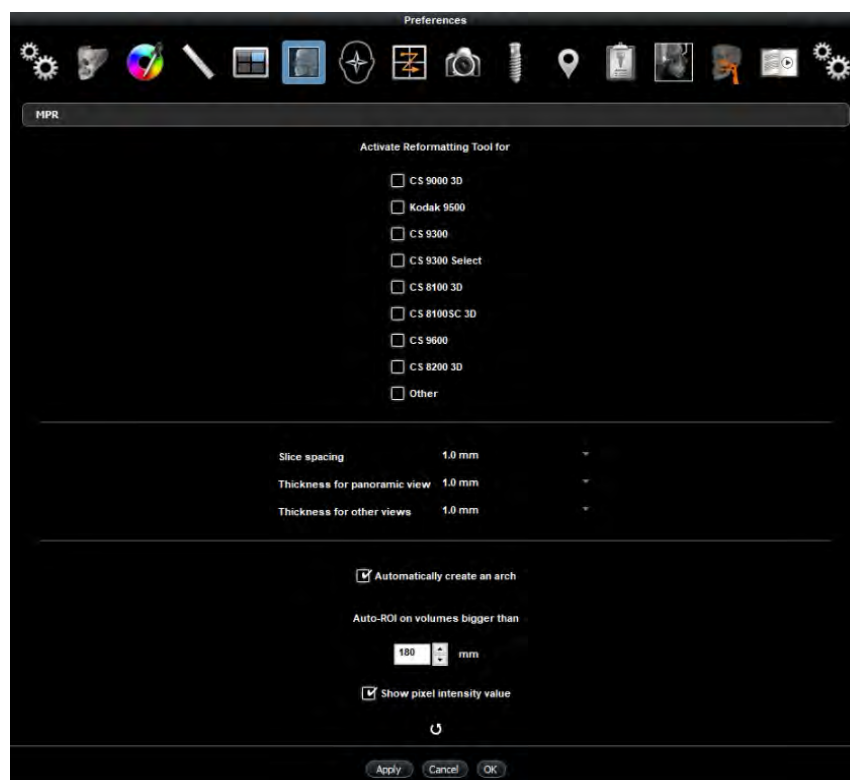 Preferences
MPR
Activate Reformatting Tool for
CS 9000 3D
Kodak 9500
CS 9300
CS 9300 Select
CS 8100 3D
CS 8100SC 3D
CS 9600
CS 8200 3D
Other
Slice spacing 1.0 mm
Thickness for panoramic view 1.0 mm
Thickness for other views 1.0 mm
Automatically create an arch
Auto-ROI on volumes bigger than
180 mm
Show pixel intensity value
Apply Cancel OK